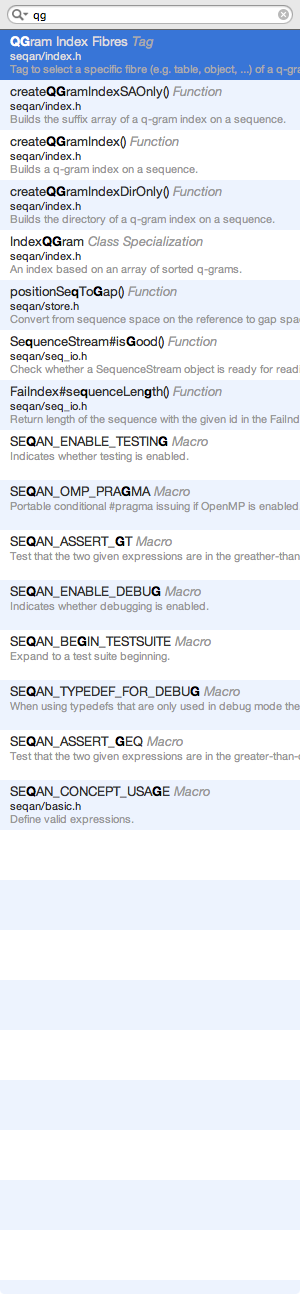 qg
QGram Index Fibres Tag
seqan/index.h
Tag to select a specific fibre (e.g. table, object, ...) of a q-gra
createQGramIndexSAOnly() Function
seqan/index.h
Builds the suffix array of a q-gram index on a sequence.
createQGramIndex() Function
seqan/index.h
Builds a q-gram index on a sequence.
createQGramIndexDirOnly() Function
seqan/index.h
Builds the directory of a q-gram index on a sequence.
IndexQGram Class Specialization
seqan/index.h
An index based on an array of sorted q-grams.
positionSeqToGap() Function
seqan/store.h
Convert from sequence space on the reference to gap spa
SequenceStream#isGood() Function
seqan/seq_io.h
Check whether a SequenceStream object is ready for readi
FaiIndex#sequenceLength() Function
seqan/seq_io.h
Return length of the sequence with the given id in the FaiInd
SEQAN_ENABLE_TESTING Macro
Indicates whether testing is enabled.
SEQAN_OMP_PRAGMA Macro
Portable conditional #pragma issuing if OpenMP is enabled
SEQAN_ASSERT_GT Macro
Test that the two given expressions are in the greather-than
SEQAN_ENABLE_DEBUG Macro
Indicates whether debugging is enabled.
SEQAN_BEGIN_TESTSUITE Macro
Expand to a test suite beginning.
SEQAN_TYPEDEF_FOR_DEBUG Macro
When using typedefs that are only used in debug mode the
SEQAN_ASSERT_GEQ Macro
Test that the two given expressions are in the greater-than-
SEQAN_CONCEPT_USAGE Macro
seqan/basic.h
Define valid expressions.